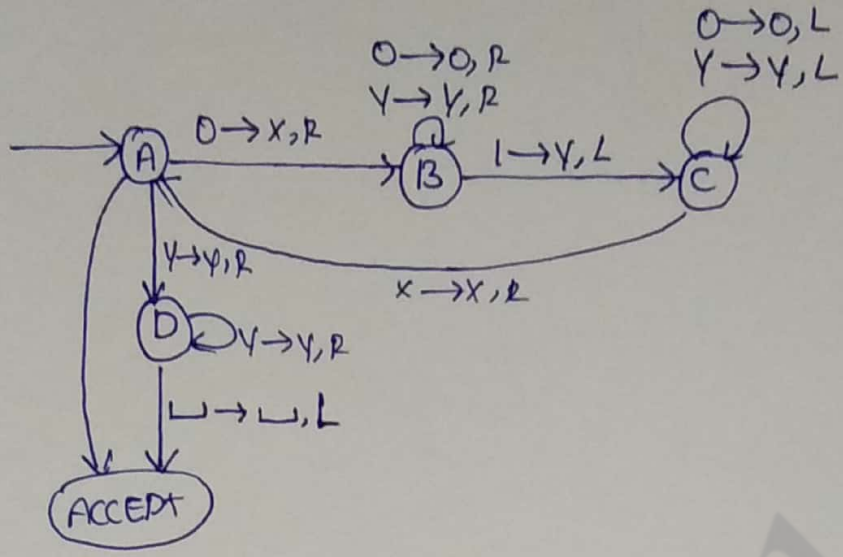 0→0, L
Y→Y, L
0→0, R
Y→Y, R
0→X, R
1→Y, L
A
B
C
Y→Y, R
X→X, R
D
Y→Y, R
⊔→⊔, L
ACCEPT